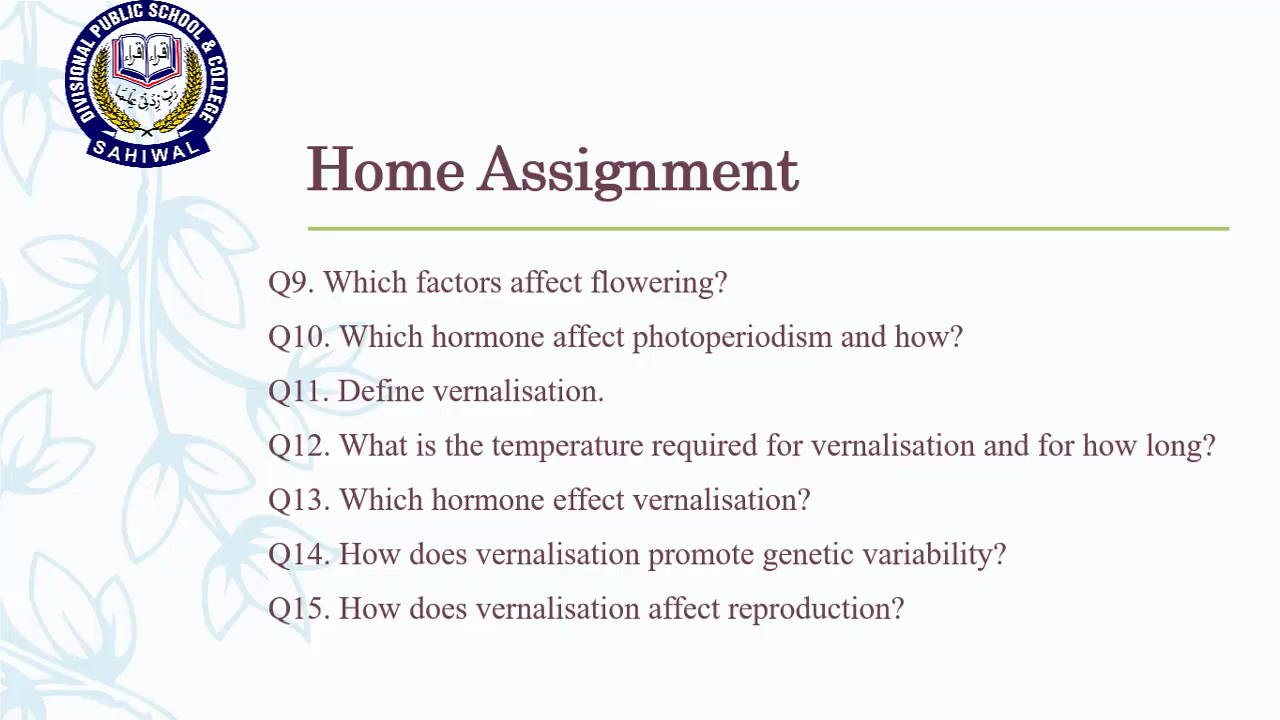 DIVISIONAL PUBLIC SCHOOL & COLLEGE
اقراء اقراء
رَبِّ زِدْنِیْ عِلْمًا
SAHIWAL
Home Assignment
Q9. Which factors affect flowering?
Q10. Which hormone affect photoperiodism and how?
Q11. Define vernalisation.
Q12. What is the temperature required for vernalisation and for how long?
Q13. Which hormone effect vernalisation?
Q14. How does vernalisation promote genetic variability?
Q15. How does vernalisation affect reproduction?